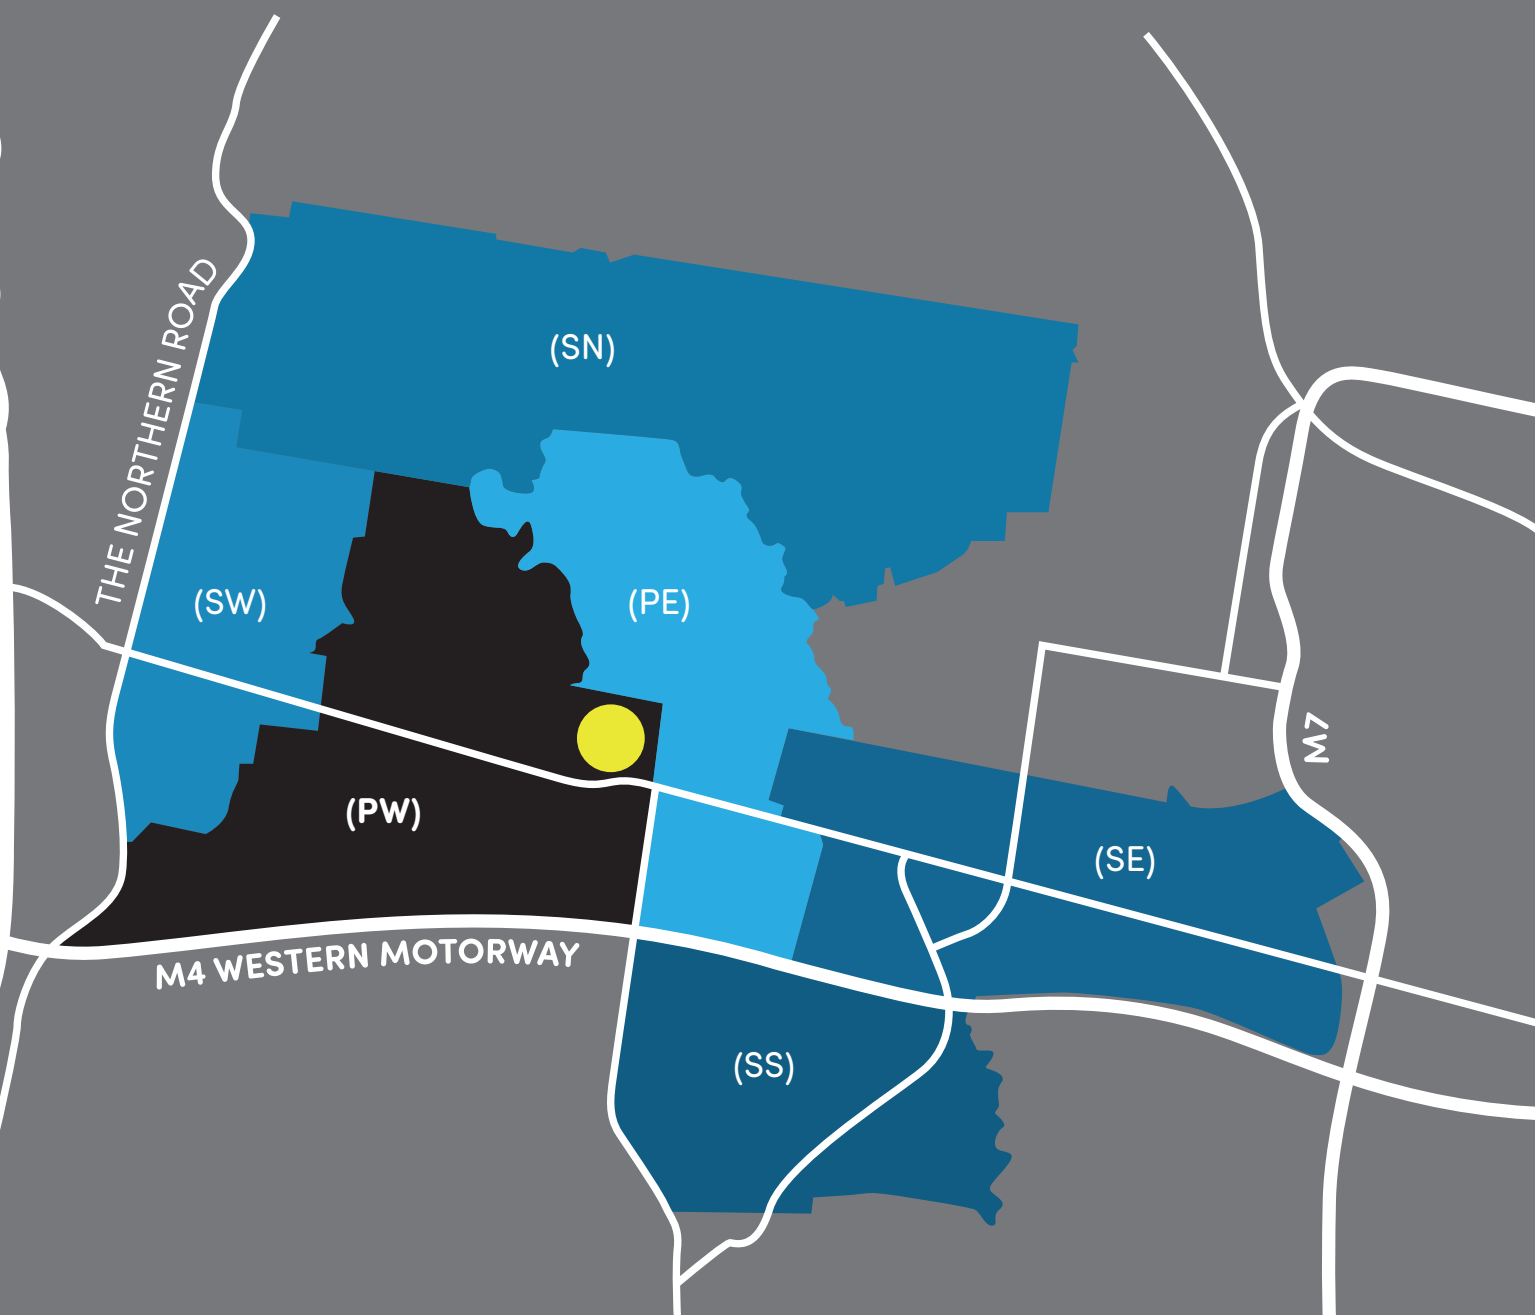 THE NORTHERN ROAD
(SN)
(SW)
(PE)
M7
(PW)
(SE)
M4 WESTERN MOTORWAY
(SS)